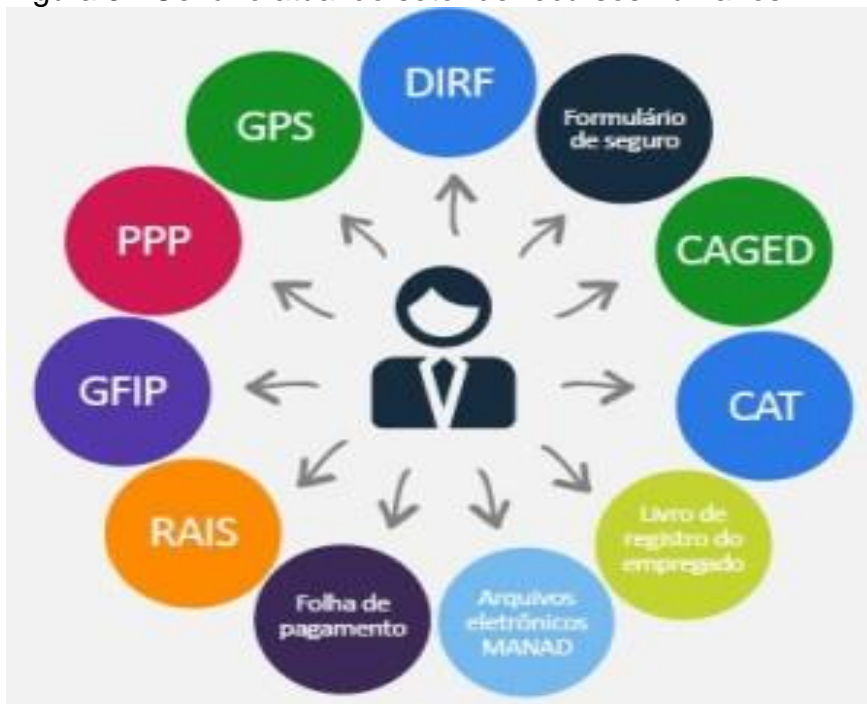 DIRF
Formulário
de seguro
CAGED
CAT
Livro de
registro do
empregado
Arquivos
eletrônicos
MANAD
Folha de
pagamento
RAIS
GFIP
PPP
GPS